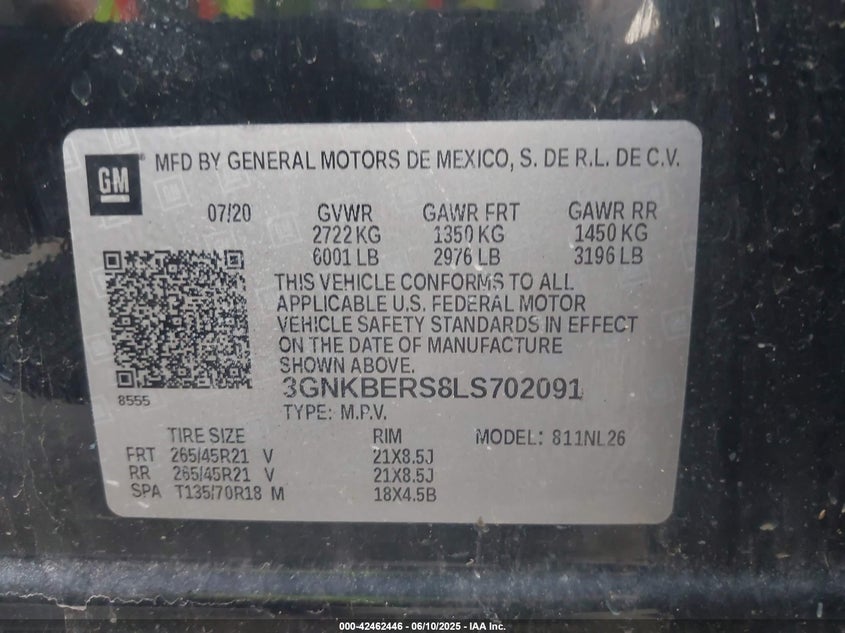 GM
MFD BY GENERAL MOTORS DE MEXICO, S. DE R.L. DE C.V.
07/20 GVWR GAWR FRT GAWR RR
2722 KG 1350 KG 1450 KG
6001 LB 2976 LB 3196 LB
THIS VEHICLE CONFORMS TO ALL
APPLICABLE U.S. FEDERAL MOTOR
VEHICLE SAFETY STANDARDS IN EFFECT
ON THE DATE OF MANUFACTURE
SHOWN ABOVE.
3GNKBERS8LS702091
8555
TYPE: M.P.V.
TIRE SIZE RIM MODEL: 811NL26
FRT 265/45R21 V 21X8.5J
RR 265/45R21 V 21X8.5J
SPA T135/70R18 M 18X4.5B
000-42462446 - 06/10/2025 - IAA Inc.